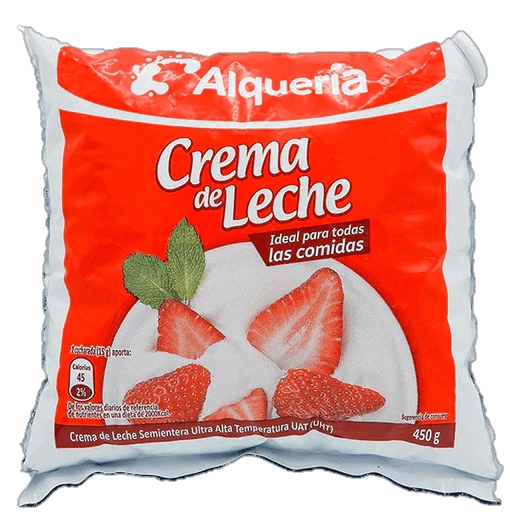 Alquería
Crema
de Leche
Ideal para todas
las comidas
1 cucharada (15 g) aporta:
Calorías
45
2%
De los valores diarios de referencia
de nutrientes en una dieta de 2000Kcal.
Sugerencia de consumo
Crema de Leche Semientera Ultra Alta Temperatura UAT (UHT)
450 g